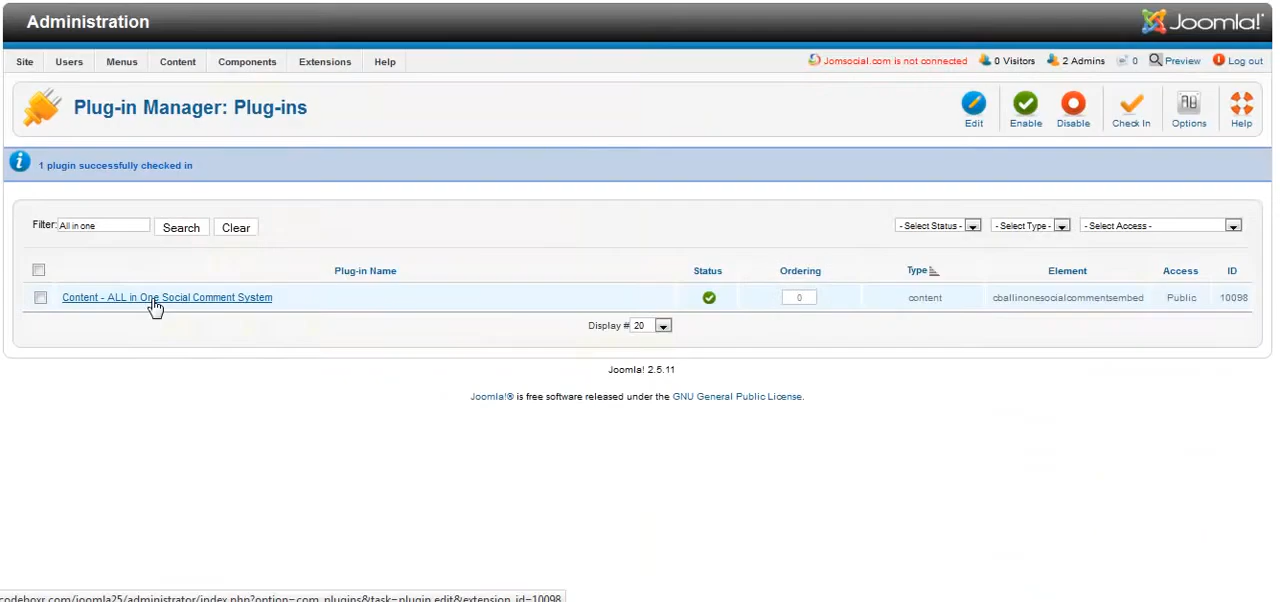 Administration
Joomla!
Site Users Menus Content Components Extensions Help
Jomsocial.com is not connected 0 Visitors 2 Admins 0 Preview Log out
Plug-in Manager: Plug-ins
Edit Enable Disable Check In Options Help
1 plugin successfully checked in
Filter: All in one Search Clear - Select Status - - Select Type - - Select Access -
Plug-in Name Status Ordering Type Element Access ID
Content - ALL in One Social Comment System 0 content cballinonesocialcommentsembed Public 10098
Display # 20
Joomla! 2.5.11
Joomla!® is free software released under the GNU General Public License.
codeboxr.com/joomla25/administrator/index.php?option=com_plugins&task=plugin.edit&extension_id=10098